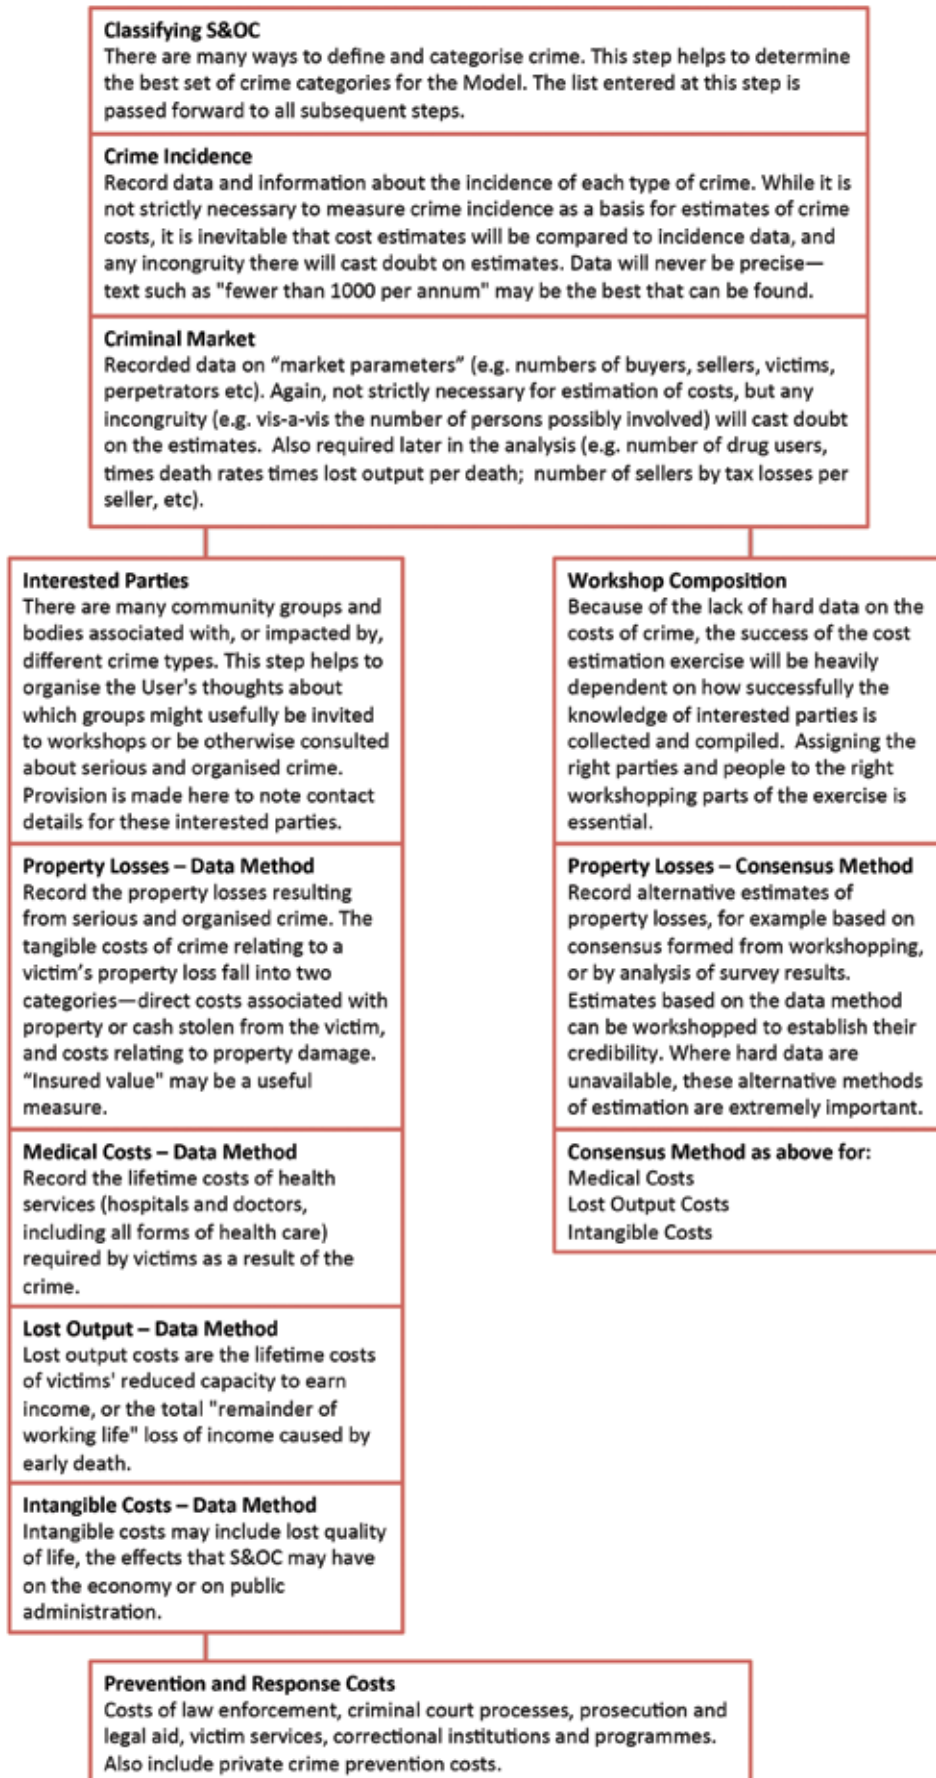 Classifying S&OC
There are many ways to define and categorise crime. This step helps to determine
the best set of crime categories for the Model. The list entered at this step is
passed forward to all subsequent steps.
Crime Incidence
Record data and information about the incidence of each type of crime. While it is
not strictly necessary to measure crime incidence as a basis for estimates of crime
costs, it is inevitable that cost estimates will be compared to incidence data, and
any incongruity there will cast doubt on estimates. Data will never be precise—
text such as "fewer than 1000 per annum" may be the best that can be found.
Criminal Market
Recorded data on “market parameters” (e.g. numbers of buyers, sellers, victims,
perpetrators etc). Again, not strictly necessary for estimation of costs, but any
incongruity (e.g. vis-a-vis the number of persons possibly involved) will cast doubt
on the estimates.  Also required later in the analysis (e.g. number of drug users,
times death rates times lost output per death;  number of sellers by tax losses per
seller, etc).
Interested Parties
There are many community groups and
bodies associated with, or impacted by,
different crime types. This step helps to
organise the User's thoughts about
which groups might usefully be invited
to workshops or be otherwise consulted
about serious and organised crime.
Provision is made here to note contact
details for these interested parties.
Property Losses – Data Method
Record the property losses resulting
from serious and organised crime. The
tangible costs of crime relating to a
victim’s property loss fall into two
categories—direct costs associated with
property or cash stolen from the victim,
and costs relating to property damage.
“Insured value" may be a useful
measure.
Medical Costs – Data Method
Record the lifetime costs of health
services (hospitals and doctors,
including all forms of health care)
required by victims as a result of the
crime.
Lost Output – Data Method
Lost output costs are the lifetime costs
of victims' reduced capacity to earn
income, or the total "remainder of
working life" loss of income caused by
early death.
Intangible Costs – Data Method
Intangible costs may include lost quality
of life, the effects that S&OC may have
on the economy or on public
administration.
Workshop Composition
Because of the lack of hard data on the
costs of crime, the success of the cost
estimation exercise will be heavily
dependent on how successfully the
knowledge of interested parties is
collected and compiled.  Assigning the
right parties and people to the right
workshopping parts of the exercise is
essential.
Property Losses – Consensus Method
Record alternative estimates of
property losses, for example based on
consensus formed from workshopping,
or by analysis of survey results.
Estimates based on the data method
can be workshopped to establish their
credibility. Where hard data are
unavailable, these alternative methods
of estimation are extremely important.
Consensus Method as above for:
Medical Costs
Lost Output Costs
Intangible Costs
Prevention and Response Costs
Costs of law enforcement, criminal court processes, prosecution and
legal aid, victim services, correctional institutions and programmes.
Also include private crime prevention costs.